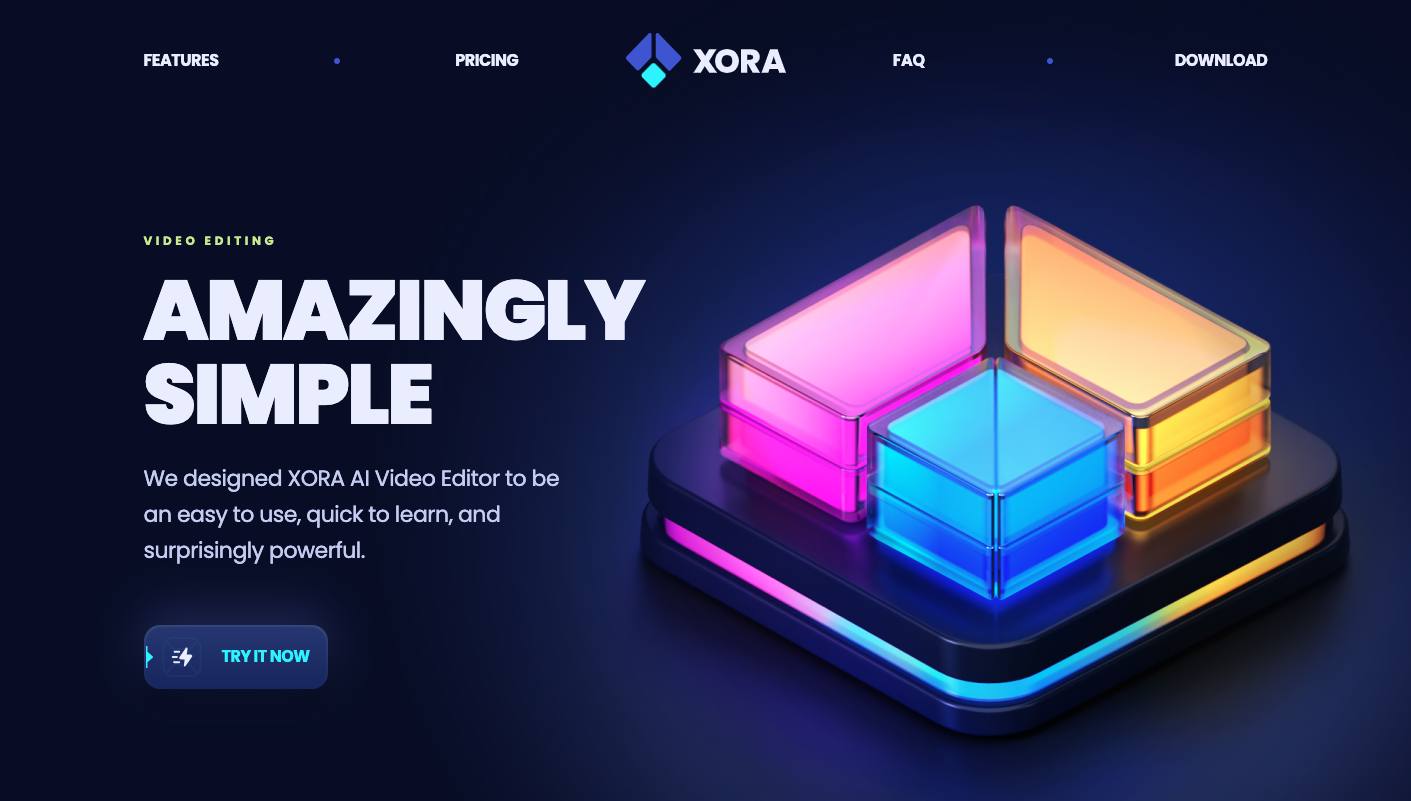 FEATURES
PRICING
XORA
FAQ
DOWNLOAD
VIDEO EDITING
AMAZINGLY
SIMPLE
We designed XORA AI Video Editor to be
an easy to use, quick to learn, and
surprisingly powerful.
TRY IT NOW